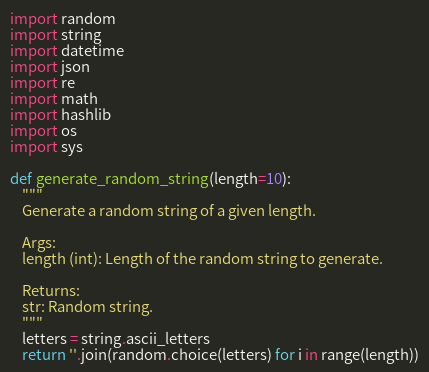 import random
import string
import datetime
import json
import re
import math
import hashlib
import os
import sys

def generate_random_string(length=10):
    """
    Generate a random string of a given length.

    Args:
    length (int): Length of the random string to generate.

    Returns:
    str: Random string.
    """
    letters = string.ascii_letters
    return ''.join(random.choice(letters) for i in range(length))